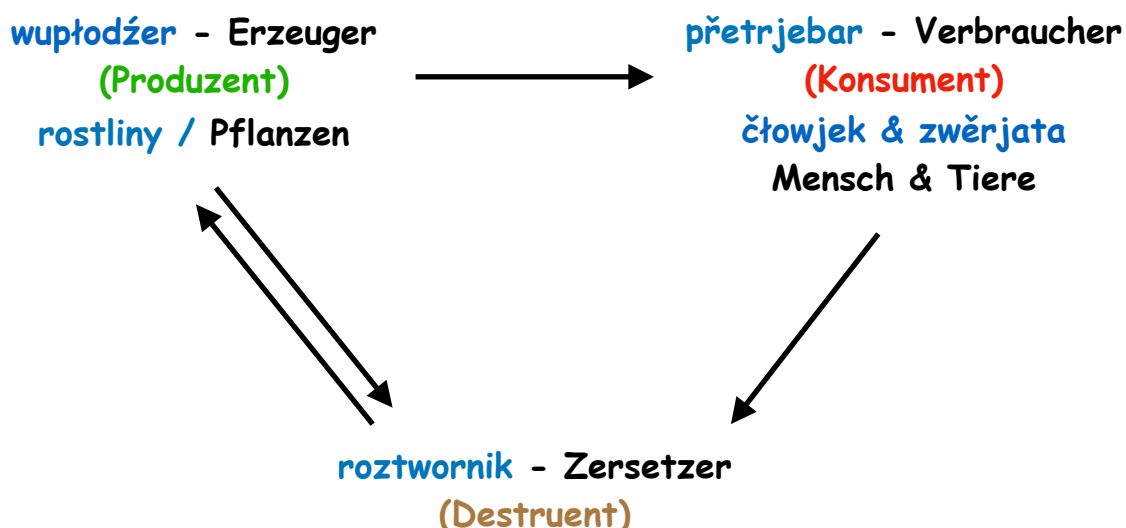 wupłodźer - Erzeuger
(Produzent)
rostliny / Pflanzen
přetrjebar - Verbraucher
(Konsument)
čłowjek & zwěrjata
Mensch & Tiere
roztwornik - Zersetzer
(Destruent)